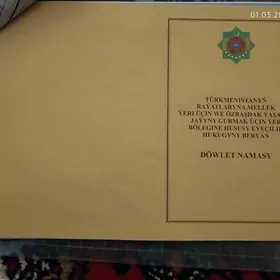 01.03.20
TÜRKMENISTANYŇ
RAÝATLARYNA MELLEK
ÝERI ÜÇIN WE ÖZBAŞDAK ÝAŞA
JAÝYNY GURMAK ÜÇIN ÝER
BÖLEGINE HUSUSY EÝEÇILI
HUKUGYNY BERÝÄN
DÖWLET NAMASY